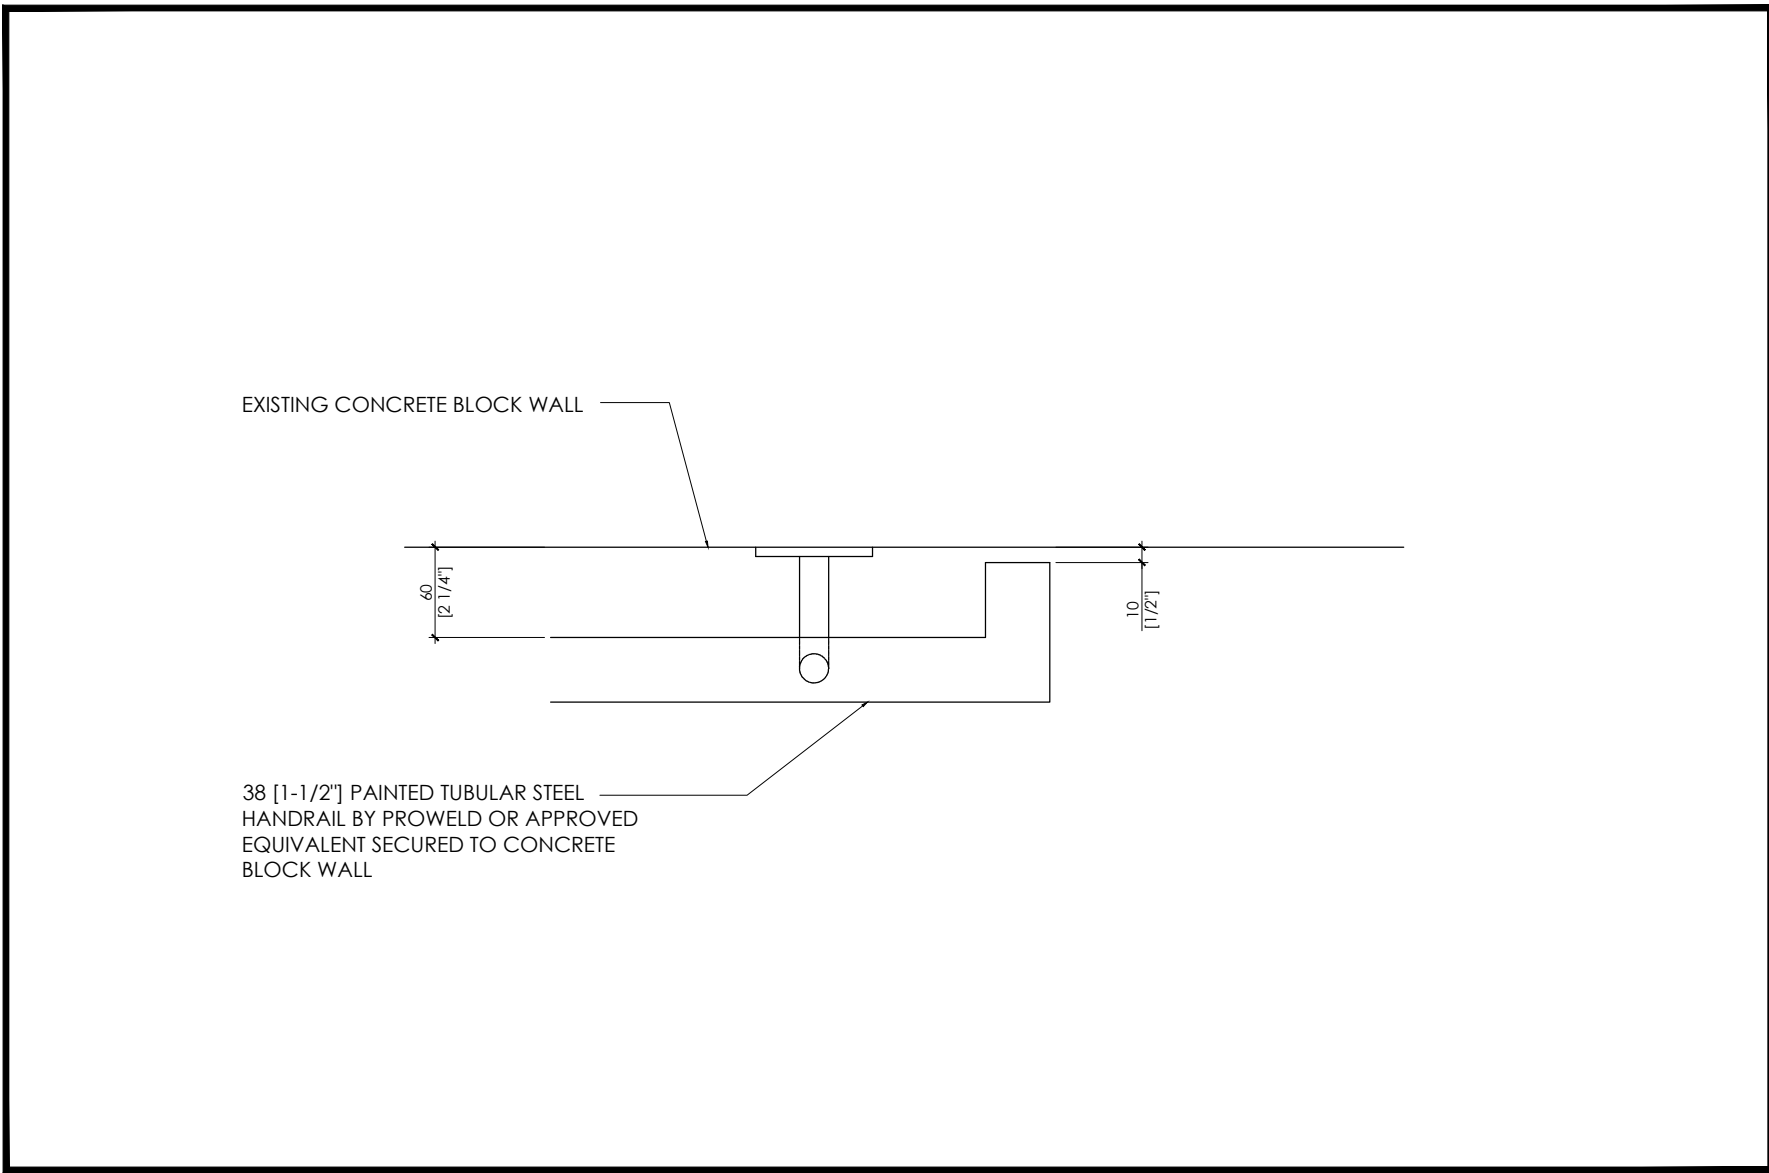 EXISTING CONCRETE BLOCK WALL
60
[2 1/4"]
10
[1/2"]
38 [1-1/2"] PAINTED TUBULAR STEEL
HANDRAIL BY PROWELD OR APPROVED
EQUIVALENT SECURED TO CONCRETE
BLOCK WALL